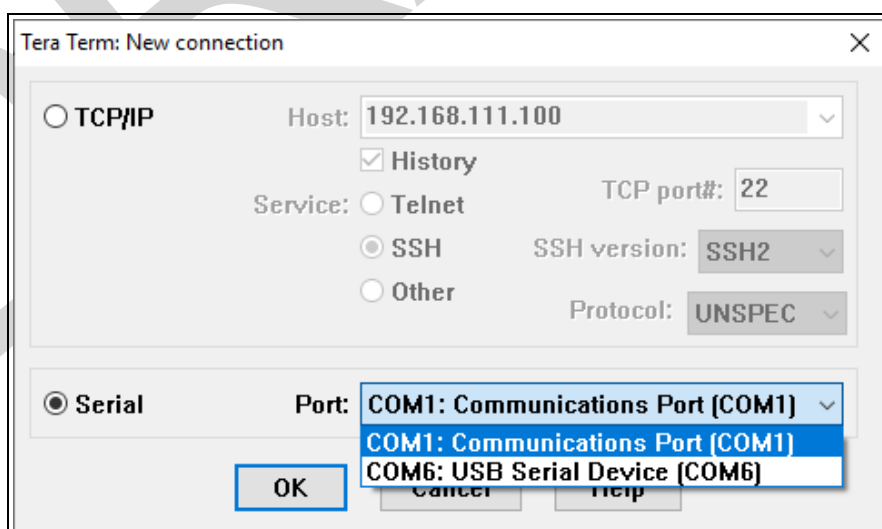 Tera Term: New connection
TCP/IP Host: 192.168.111.100
History
Service: Telnet TCP port#: 22
SSH SSH version: SSH2
Other Protocol: UNSPEC
Serial Port: COM1: Communications Port (COM1)
COM1: Communications Port (COM1)
COM6: USB Serial Device (COM6)
OK Cancel Help